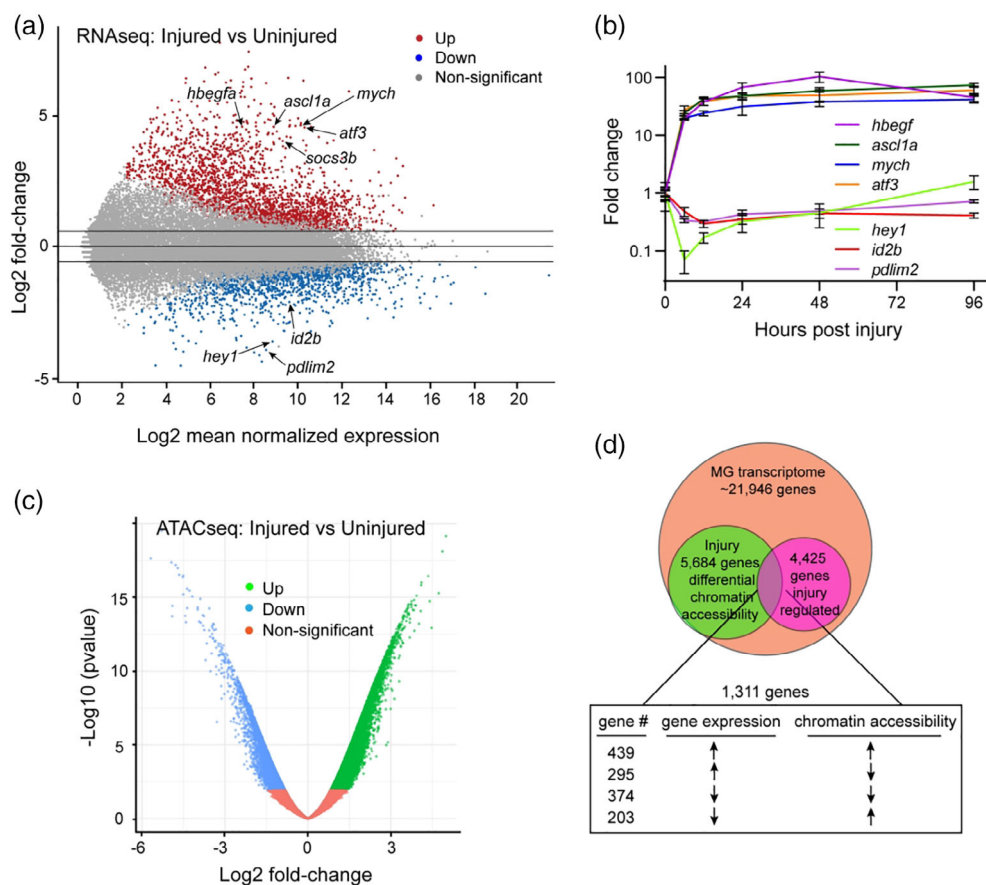 (a)
RNAseq: Injured vs Uninjured
Up
Down
Non-significant
hbegfa
ascl1a
mych
atf3
socs3b
id2b
hey1
pdlim2
5
0
-5
Log2 fold-change
0 2 4 6 8 10 12 14 16 18 20
Log2 mean normalized expression
(b)
100
10
1
0.1
Fold change
hbegf
ascl1a
mych
atf3
hey1
id2b
pdlim2
0 24 48 72 96
Hours post injury
(c)
ATACseq: Injured vs Uninjured
Up
Down
Non-significant
15
10
5
0
-Log10 (pvalue)
-6 -3 0 3
Log2 fold-change
(d)
MG transcriptome
~21,946 genes
Injury
5,684 genes
differential
chromatin
accessibility
4,425
genes
injury
regulated
1,311 genes
gene # gene expression chromatin accessibility
439 ↑ ↑
295 ↑ ↓
374 ↓ ↓
203 ↓ ↑